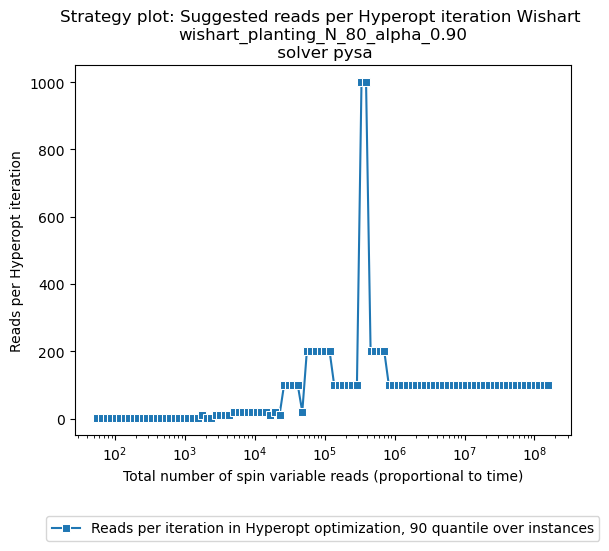 Strategy plot: Suggested reads per Hyperopt iteration Wishart
wishart_planting_N_80_alpha_0.90
solver pysa
1000
800
600
400
200
0
Reads per Hyperopt iteration
10^2 10^3 10^4 10^5 10^6 10^7 10^8
Total number of spin variable reads (proportional to time)
Reads per iteration in Hyperopt optimization, 90 quantile over instances